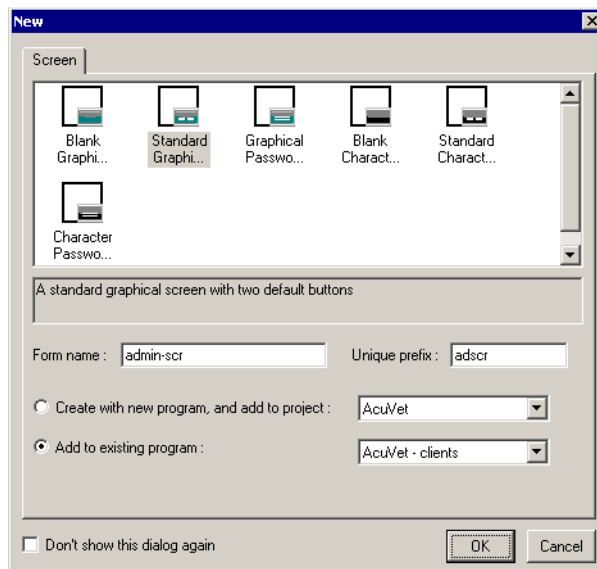 New
Screen
Blank Graphi...
Standard Graphi...
Graphical Passwo...
Blank Charact...
Standard Charact...
Character Passwo...
A standard graphical screen with two default buttons
Form name : admin-scr Unique prefix : adscr
Create with new program, and add to project : AcuVet
Add to existing program : AcuVet - clients
Don't show this dialog again OK Cancel